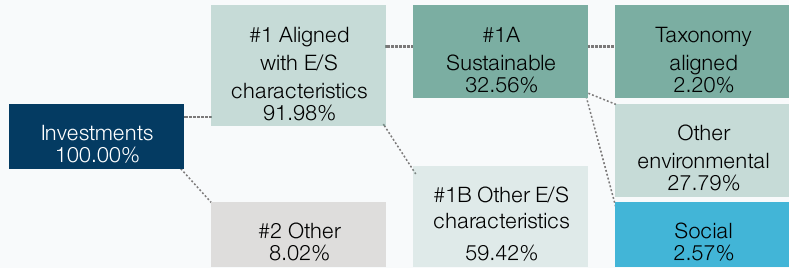 Investments
100.00%
#1 Aligned
with E/S
characteristics
91.98%
#2 Other
8.02%
#1A
Sustainable
32.56%
#1B Other E/S
characteristics
59.42%
Taxonomy
aligned
2.20%
Other
environmental
27.79%
Social
2.57%